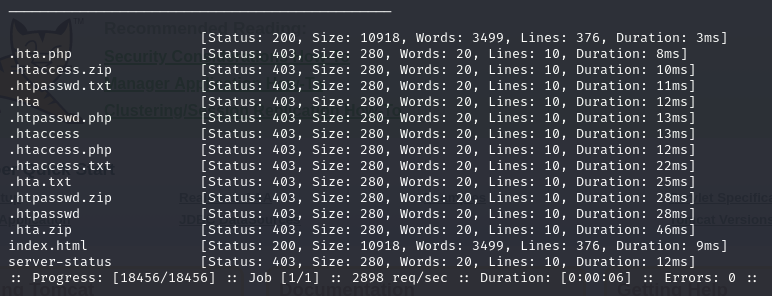 [Status: 200, Size: 10918, Words: 3499, Lines: 376, Duration: 3ms]
.hta.php [Status: 403, Size: 280, Words: 20, Lines: 10, Duration: 8ms]
.htaccess.zip [Status: 403, Size: 280, Words: 20, Lines: 10, Duration: 10ms]
.htpasswd.txt [Status: 403, Size: 280, Words: 20, Lines: 10, Duration: 11ms]
.hta [Status: 403, Size: 280, Words: 20, Lines: 10, Duration: 12ms]
.htpasswd.php [Status: 403, Size: 280, Words: 20, Lines: 10, Duration: 13ms]
.htaccess [Status: 403, Size: 280, Words: 20, Lines: 10, Duration: 13ms]
.htaccess.php [Status: 403, Size: 280, Words: 20, Lines: 10, Duration: 12ms]
.htaccess.txt [Status: 403, Size: 280, Words: 20, Lines: 10, Duration: 22ms]
.hta.txt [Status: 403, Size: 280, Words: 20, Lines: 10, Duration: 25ms]
.htpasswd.zip [Status: 403, Size: 280, Words: 20, Lines: 10, Duration: 28ms]
.htpasswd [Status: 403, Size: 280, Words: 20, Lines: 10, Duration: 28ms]
.hta.zip [Status: 403, Size: 280, Words: 20, Lines: 10, Duration: 46ms]
index.html [Status: 200, Size: 10918, Words: 3499, Lines: 376, Duration: 9ms]
server-status [Status: 403, Size: 280, Words: 20, Lines: 10, Duration: 12ms]
:: Progress: [18456/18456] :: Job [1/1] :: 2898 req/sec :: Duration: [0:00:06] :: Errors: 0 ::
Recommended Reading: